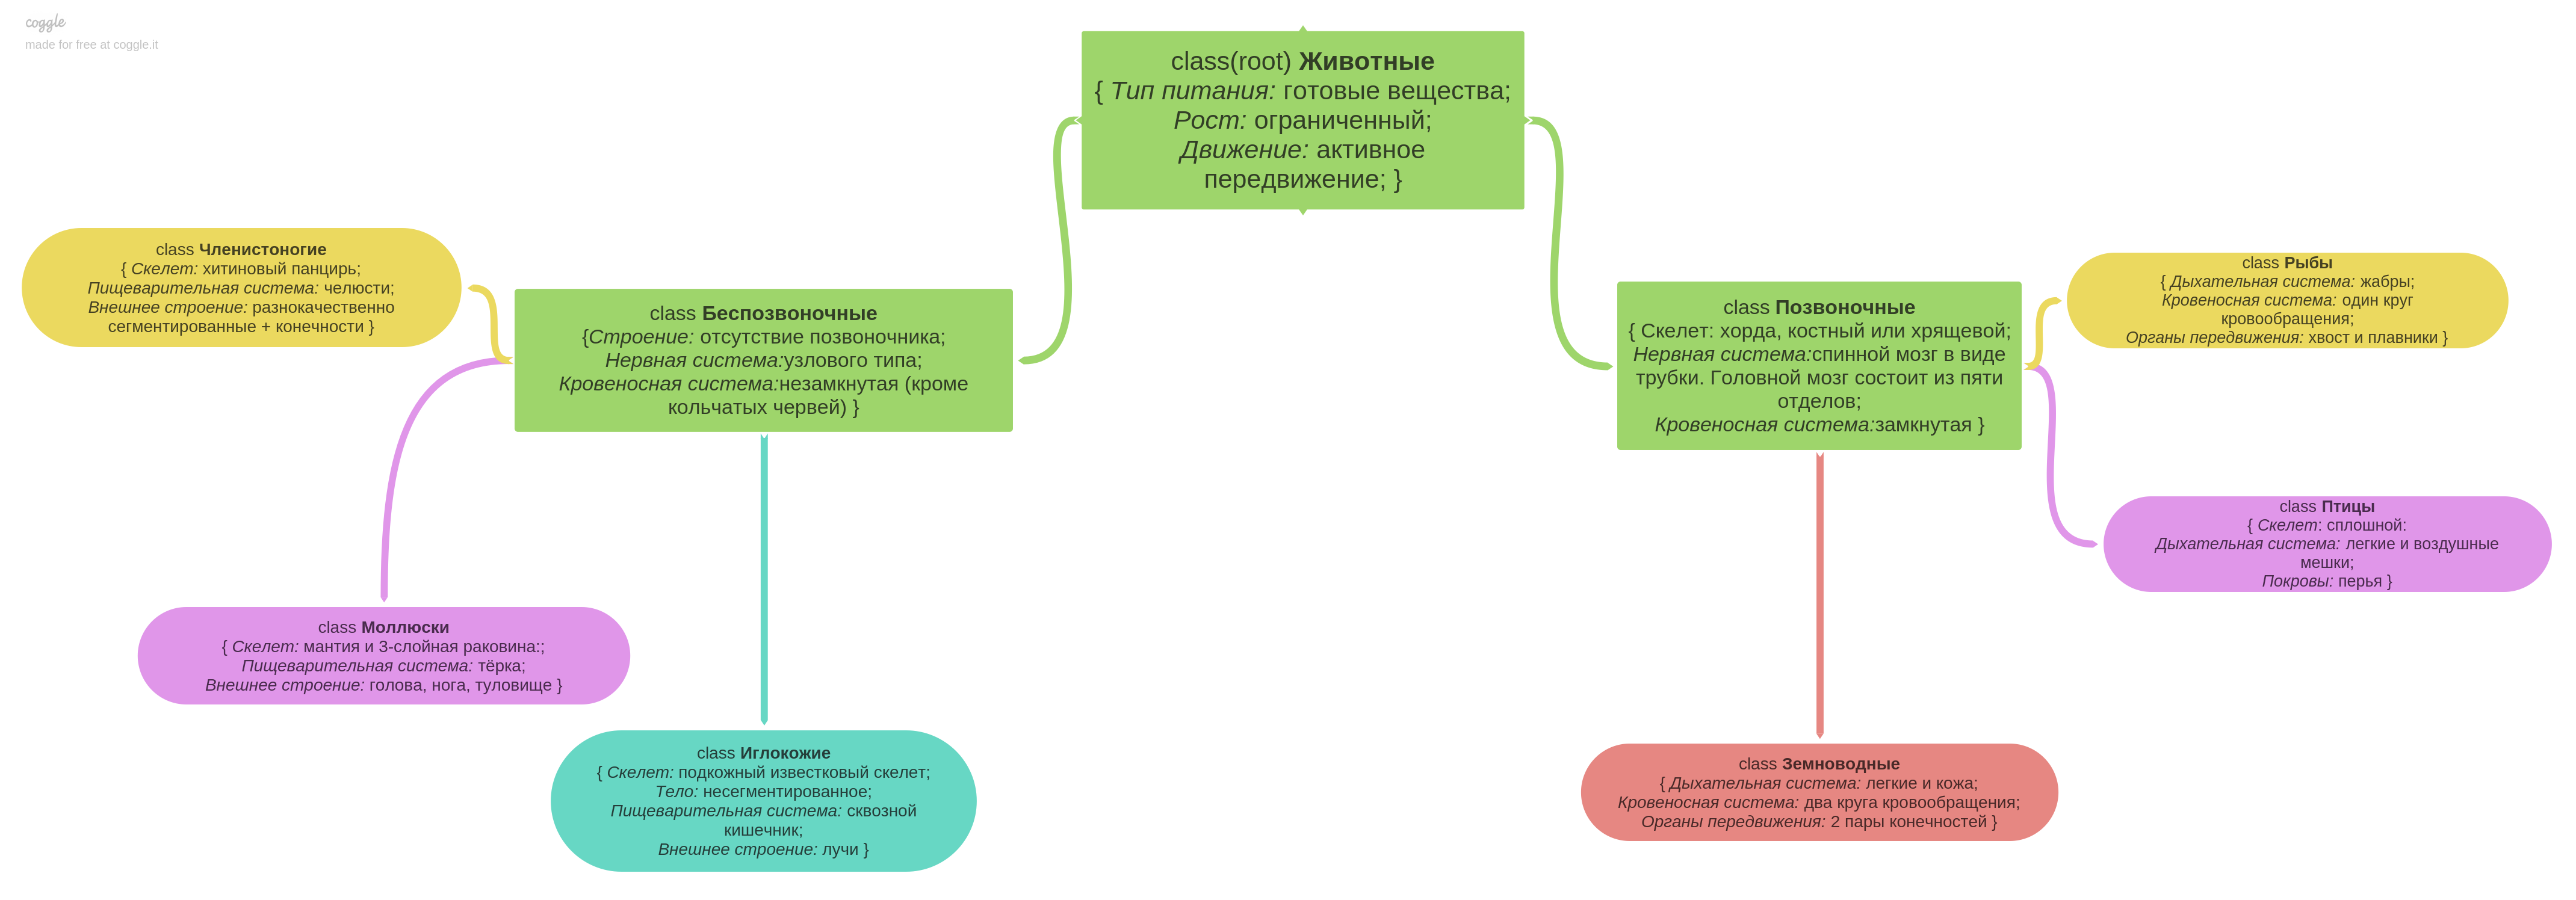 coggle
made for free at coggle.it
class(root) Животные
{ Тип питания: готовые вещества;
Рост: ограниченный;
Движение: активное
передвижение; }
class Членистоногие
{ Скелет: хитиновый панцирь;
Пищеварительная система: челюсти;
Внешнее строение: разнокачественно
сегментированные + конечности }
class Беспозвоночные
{Строение: отсутствие позвоночника;
Нервная система:узлового типа;
Кровеносная система:незамкнутая (кроме
кольчатых червей) }
class Позвоночные
{ Скелет: хорда, костный или хрящевой;
Нервная система:спинной мозг в виде
трубки. Головной мозг состоит из пяти
отделов;
Кровеносная система:замкнутая }
class Рыбы
{ Дыхательная система: жабры;
Кровеносная система: один круг
кровообращения;
Органы передвижения: хвост и плавники }
class Птицы
{ Скелет: сплошной:
Дыхательная система: легкие и воздушные
мешки;
Покровы: перья }
class Моллюски
{ Скелет: мантия и 3-слойная раковина:;
Пищеварительная система: тёрка;
Внешнее строение: голова, нога, туловище }
class Иглокожие
{ Скелет: подкожный известковый скелет;
Тело: несегментированное;
Пищеварительная система: сквозной
кишечник;
Внешнее строение: лучи }
class Земноводные
{ Дыхательная система: легкие и кожа;
Кровеносная система: два круга кровообращения;
Органы передвижения: 2 пары конечностей }